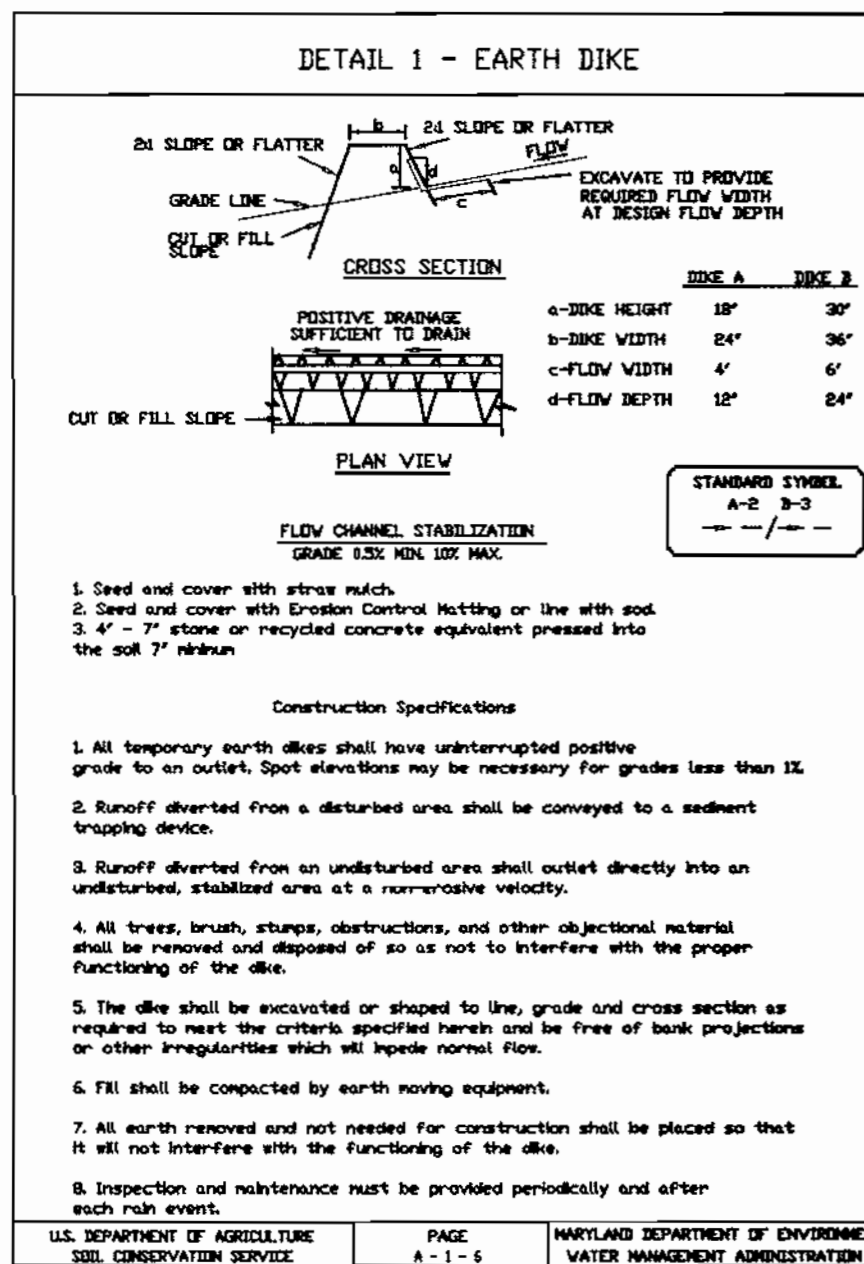 DETAIL 1 - EARTH DIKE
b
2:1 SLOPE OR FLATTER
2:1 SLOPE OR FLATTER
FLOW
a
d
GRADE LINE
c
EXCAVATE TO PROVIDE
REQUIRED FLOW WIDTH
AT DESIGN FLOW DEPTH
CUT OR FILL
SLOPE
CROSS SECTION
DIKE A DIKE B
a-DIKE HEIGHT 18" 30"
b-DIKE WIDTH 24" 36"
c-FLOW WIDTH 4' 6'
d-FLOW DEPTH 12" 24"
POSITIVE DRAINAGE
SUFFICIENT TO DRAIN
CUT OR FILL SLOPE
PLAN VIEW
STANDARD SYMBOL
A-2 B-3
FLOW CHANNEL STABILIZATION
GRADE 0.5% MIN. 10% MAX.
1. Seed and cover with straw mulch.
2. Seed and cover with Erosion Control Matting or line with sod.
3. 4" - 7" stone or recycled concrete equivalent pressed into
the soil 7" minimum
Construction Specifications
1. All temporary earth dikes shall have uninterrupted positive
grade to an outlet. Spot elevations may be necessary for grades less than 1%.
2. Runoff diverted from a disturbed area shall be conveyed to a sediment
trapping device.
3. Runoff diverted from an undisturbed area shall outlet directly into an
undisturbed, stabilized area at a non-erosive velocity.
4. All trees, brush, stumps, obstructions, and other objectional material
shall be removed and disposed of so as not to interfere with the proper
functioning of the dike.
5. The dike shall be excavated or shaped to line, grade and cross section as
required to meet the criteria specified herein and be free of bank projections
or other irregularities which will impede normal flow.
6. Fill shall be compacted by earth moving equipment.
7. All earth removed and not needed for construction shall be placed so that
it will not interfere with the functioning of the dike.
8. Inspection and maintenance must be provided periodically and after
each rain event.
U.S. DEPARTMENT OF AGRICULTURE
SOIL CONSERVATION SERVICE
PAGE
A - 1 - 6
MARYLAND DEPARTMENT OF ENVIRONME
WATER MANAGEMENT ADMINISTRATION